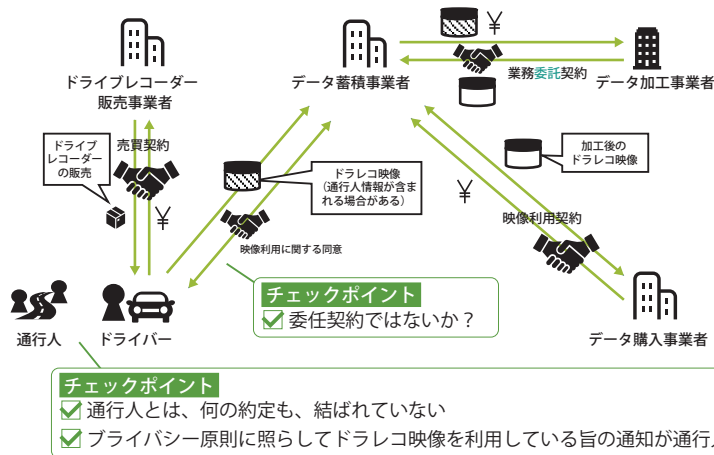 ¥
ドライブレコーダー
販売事業者
データ蓄積事業者
業務委託契約
データ加工事業者
ドライブ
レコーダー
の販売
売買契約
¥
ドラレコ映像
(通行人情報が含ま
れる場合がある)
加工後の
ドラレコ映像
¥
映像利用契約
映像利用に関する同意
チェックポイント
委任契約ではないか？
通行人
ドライバー
データ購入事業者
チェックポイント
通行人とは、何の約定も、結ばれていない
プライバシー原則に照らしてドラレコ映像を利用している旨の通知が通行